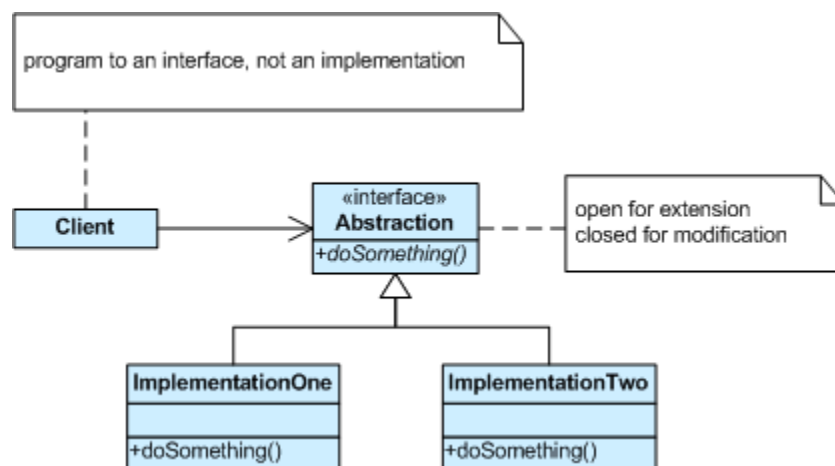 program to an interface, not an implementation
Client
«interface»
Abstraction
+doSomething()
open for extension
closed for modification
ImplementationOne
+doSomething()
ImplementationTwo
+doSomething()